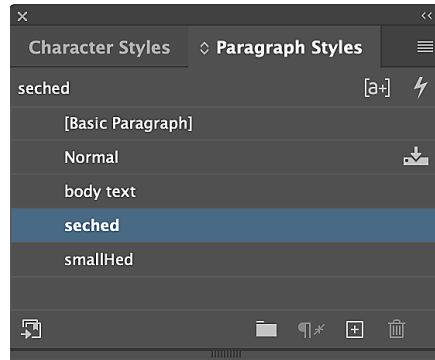 Character Styles Paragraph Styles
seched [a+]
[Basic Paragraph]
Normal
body text
seched
smallHed